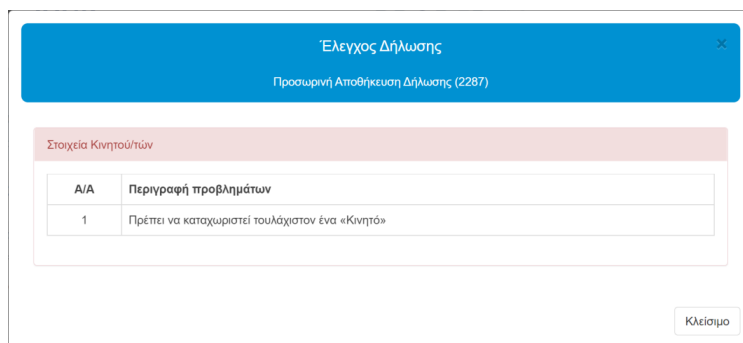 Έλεγχος Δήλωσης
×
Προσωρινή Αποθήκευση Δήλωσης (2287)
Στοιχεία Κινητού/τών
Α/Α Περιγραφή προβλημάτων
1 Πρέπει να καταχωριστεί τουλάχιστον ένα «Κινητό»
Κλείσιμο